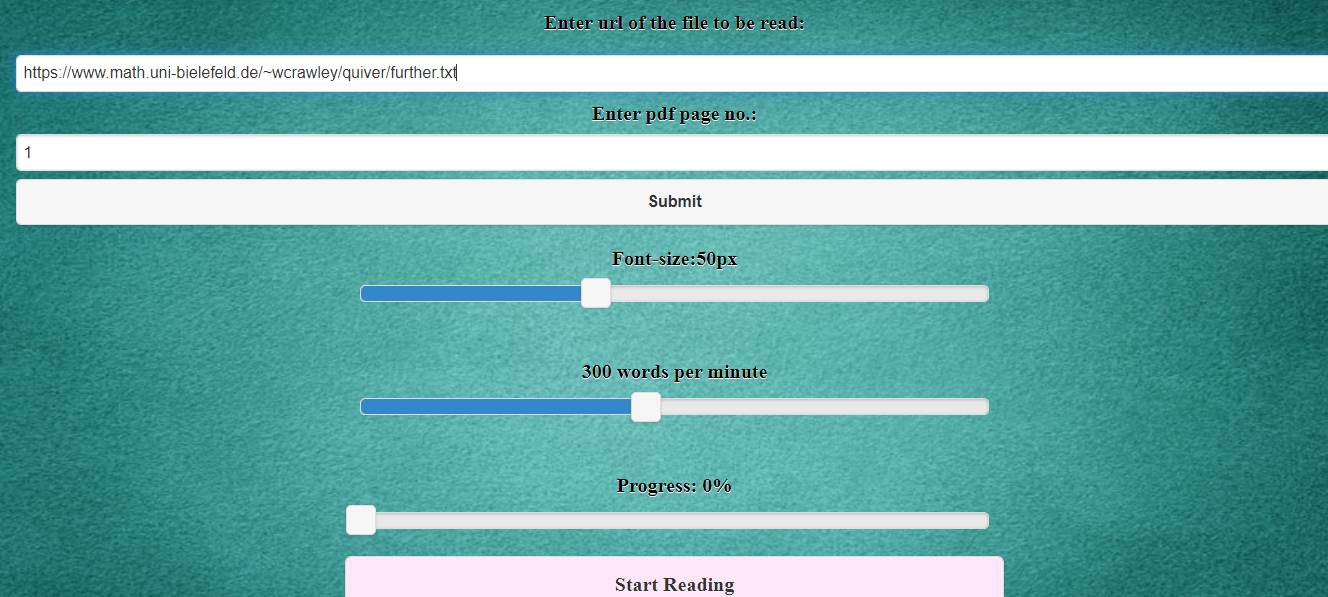 Enter url of the file to be read:
https://www.math.uni-bielefeld.de/~wcrawley/quiver/further.txt
Enter pdf page no.:
1
Submit
Font-size:50px
300 words per minute
Progress: 0%
Start Reading